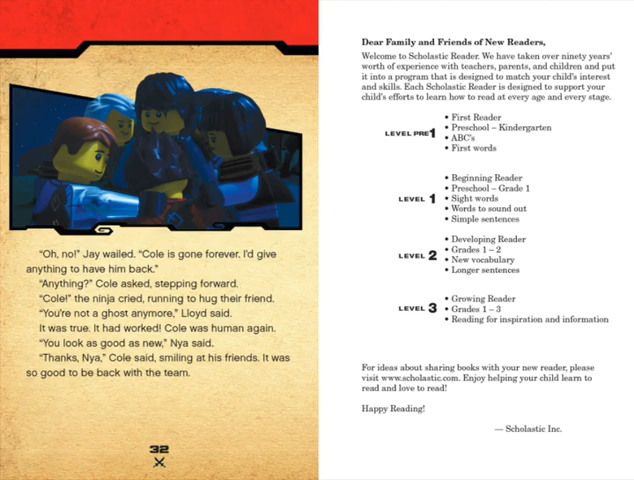 “Oh, no!” Jay wailed. “Cole is gone forever. I’d give
anything to have him back.”
“Anything?” Cole asked, stepping forward.
“Cole!” the ninja cried, running to hug their friend.
“You’re not a ghost anymore,” Lloyd said.
It was true. It had worked! Cole was human again.
“You look as good as new,” Nya said.
“Thanks, Nya,” Cole said, smiling at his friends. It was
so good to be back with the team.
32
Dear Family and Friends of New Readers,
Welcome to Scholastic Reader. We have taken over ninety years’
worth of experience with teachers, parents, and children and put
it into a program that is designed to match your child’s interest
and skills. Each Scholastic Reader is designed to support your
child’s efforts to learn how to read at every age and every stage.
LEVEL PRE 1
• First Reader
• Preschool – Kindergarten
• ABC’s
• First words
LEVEL 1
• Beginning Reader
• Preschool – Grade 1
• Sight words
• Words to sound out
• Simple sentences
LEVEL 2
• Developing Reader
• Grades 1 – 2
• New vocabulary
• Longer sentences
LEVEL 3
• Growing Reader
• Grades 1 – 3
• Reading for inspiration and information
For ideas about sharing books with your new reader, please
visit www.scholastic.com. Enjoy helping your child learn to
read and love to read!
Happy Reading!
— Scholastic Inc.